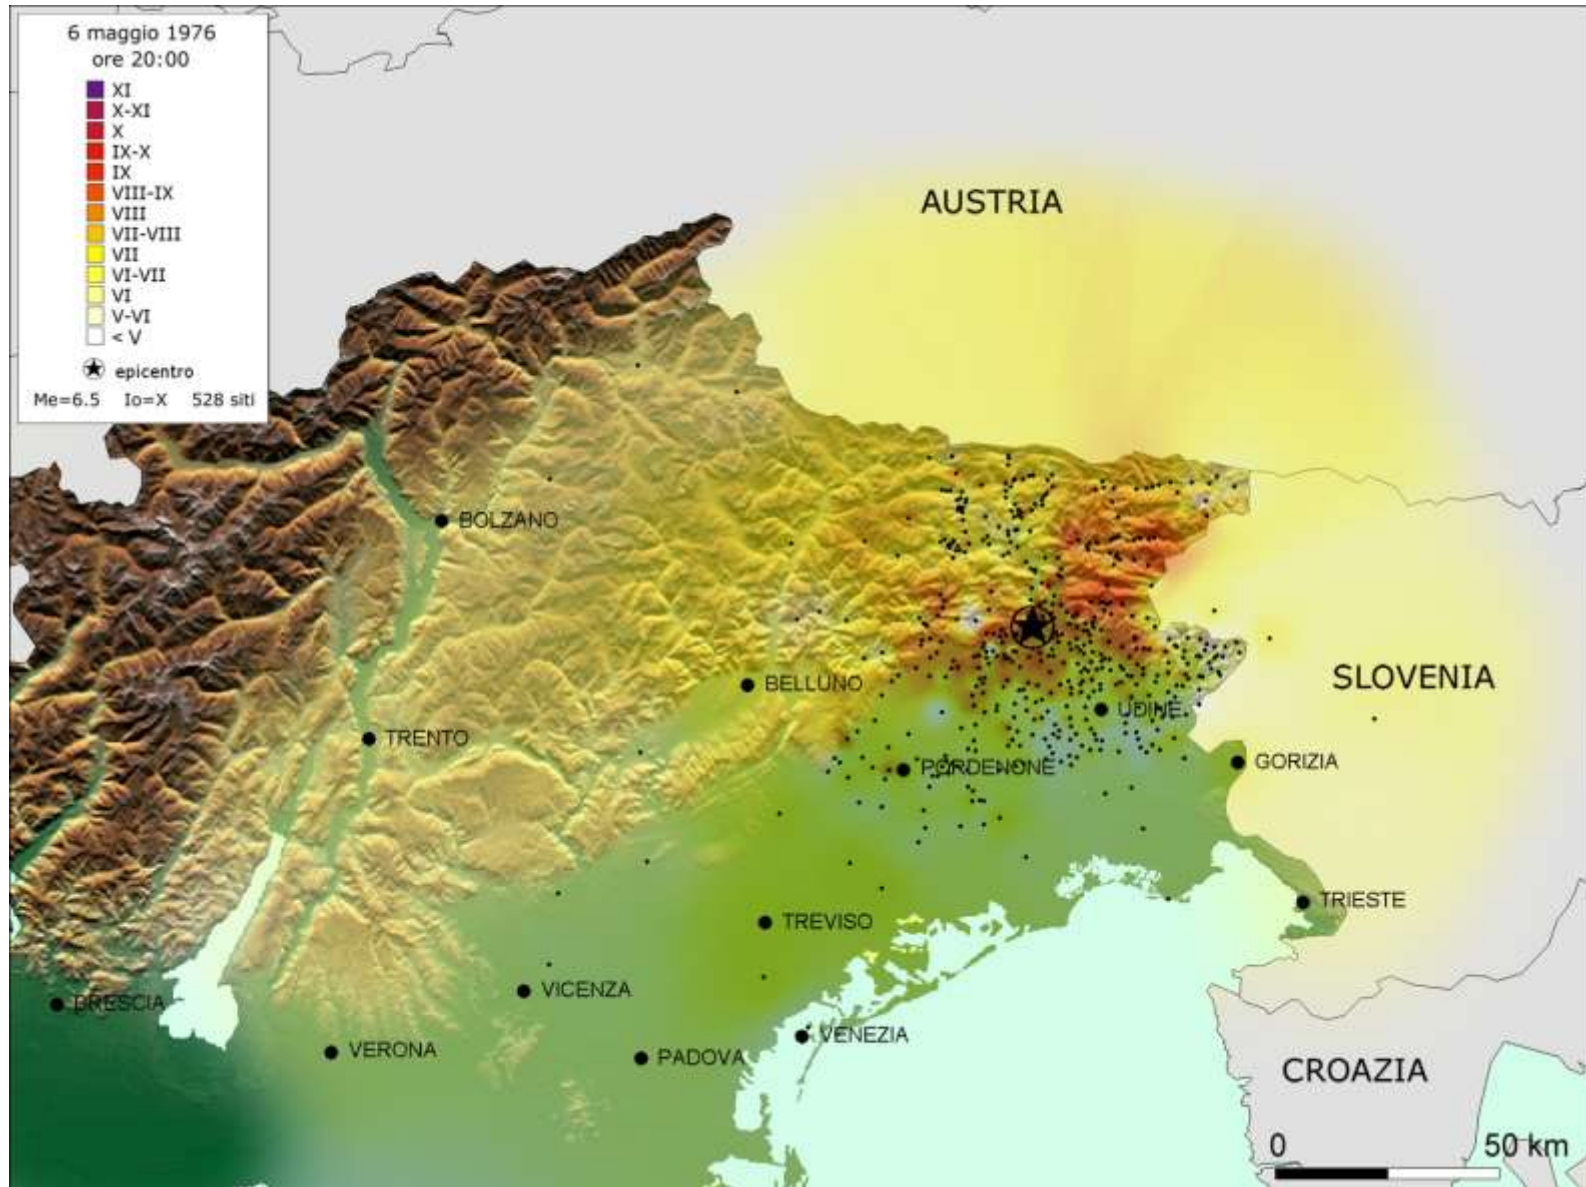 6 maggio 1976
ore 20:00
XI
X-XI
X
IX-X
IX
VIII-IX
VIII
VII-VIII
VII
VI-VII
VI
V-VI
< V
epicentro
Me=6.5 Io=X 528 siti
AUSTRIA
BOLZANO
SLOVENIA
BELLUNO
UDINE
TRENTO
GORIZIA
PORDENONE
TRIESTE
TREVISO
VICENZA
BRESCIA
VENEZIA
VERONA
PADOVA
CROAZIA
0 50 km